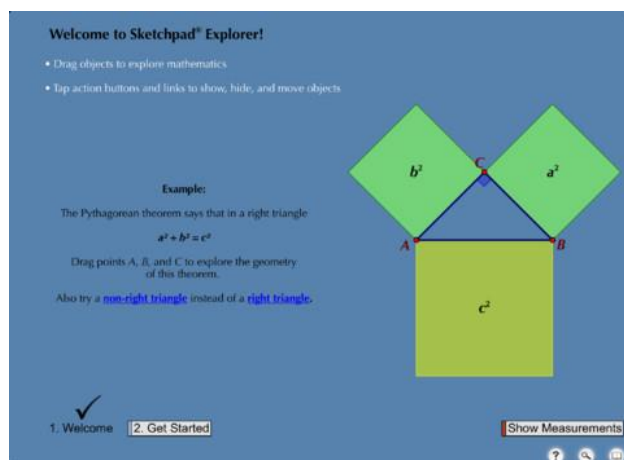 Welcome to Sketchpad® Explorer!
• Drag objects to explore mathematics
• Tap action buttons and links to show, hide, and move objects
Example:
The Pythagorean theorem says that in a right triangle
a² + b² = c²
Drag points A, B, and C to explore the geometry
of this theorem.
Also try a non-right triangle instead of a right triangle.
b²
C
a²
A
B
c²
1. Welcome
2. Get Started
Show Measurements
?